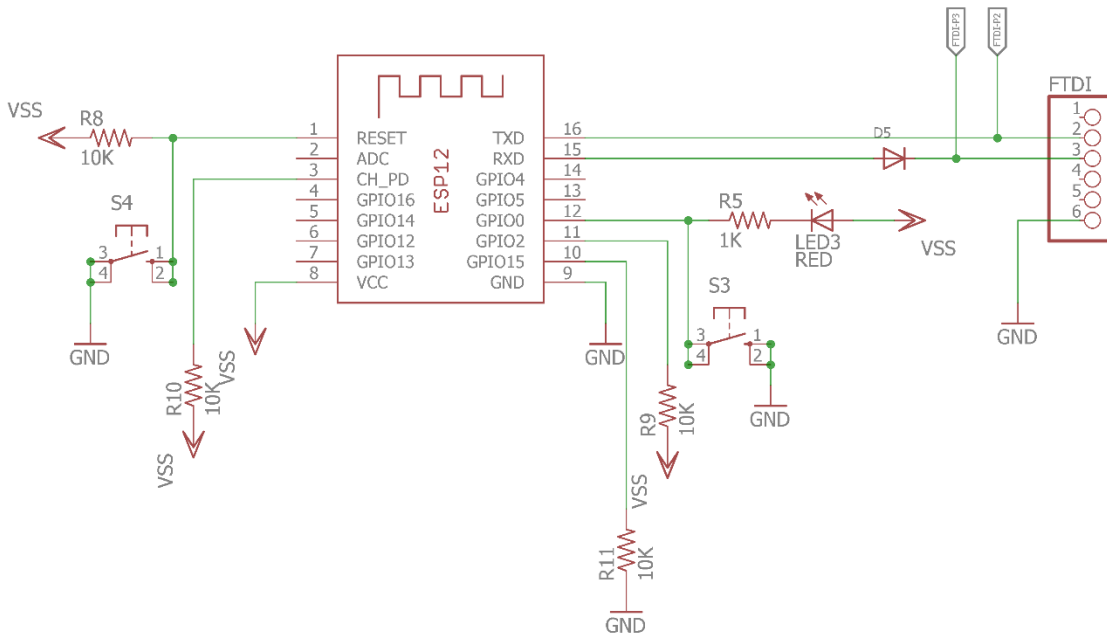 FTDI-P3
FTDI-P2
FTDI
1
2
3
4
5
6
VSS
R8
10K
S4
3
4
1
2
GND
1 RESET
2 ADC
3 CH_PD
4 GPIO16
5 GPIO14
6 GPIO12
7 GPIO13
8 VCC
ESP12
TXD 16
RXD 15
GPIO4 14
GPIO5 13
GPIO0 12
GPIO2 11
GPIO15 10
GND 9
D5
R5
1K
LED3
RED
VSS
S3
3
4
1
2
GND
GND
GND
VSS
R10
10K
VSS
R9
10K
VSS
R11
10K
GND